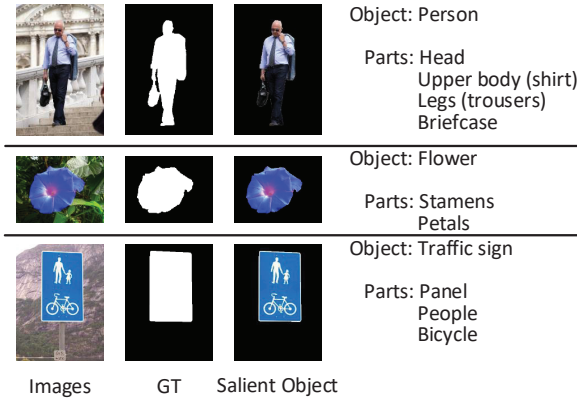 Object: Person
Parts: Head
Upper body (shirt)
Legs (trousers)
Briefcase
Object: Flower
Parts: Stamens
Petals
Object: Traffic sign
Parts: Panel
People
Bicycle
Images GT Salient Object